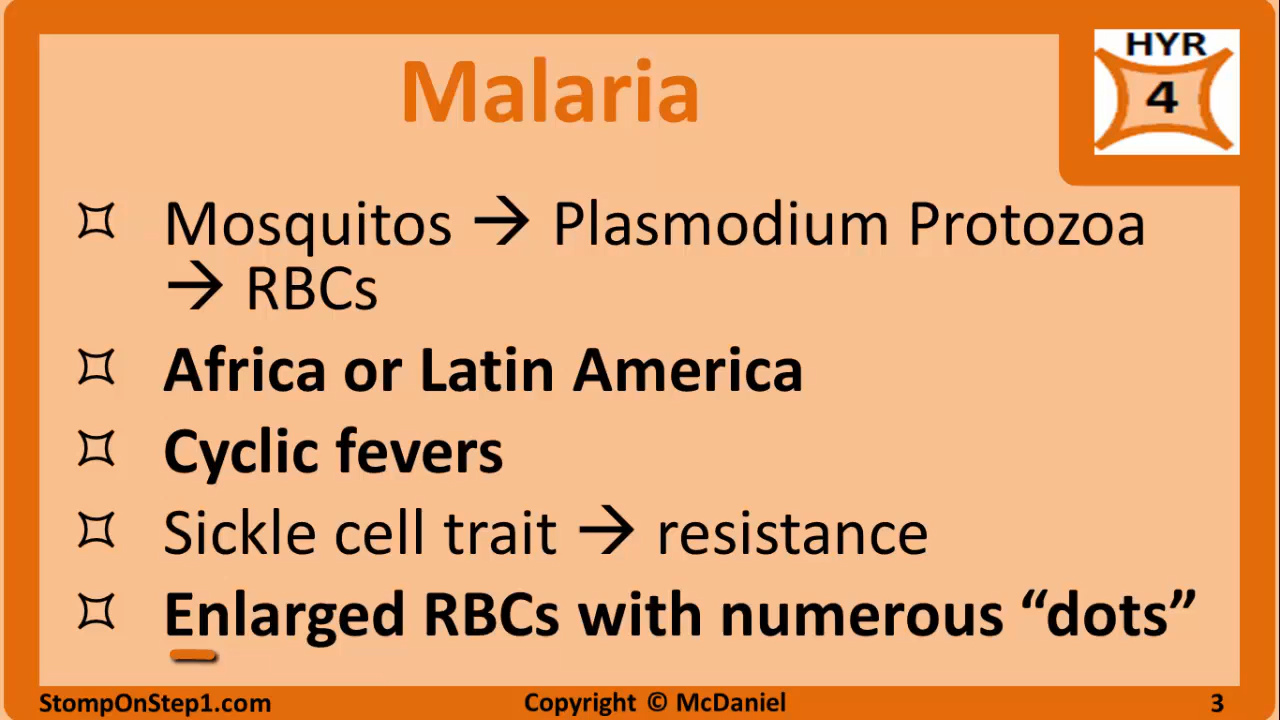 Malaria
HYR
4
Mosquitos → Plasmodium Protozoa
→ RBCs
Africa or Latin America
Cyclic fevers
Sickle cell trait → resistance
Enlarged RBCs with numerous “dots”
StompOnStep1.com
Copyright © McDaniel
3